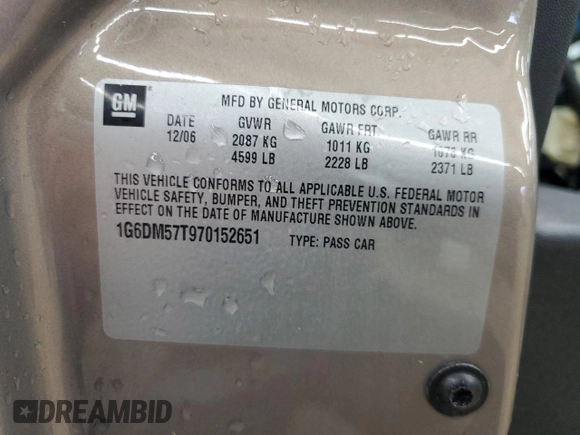 GM
MFD BY GENERAL MOTORS CORP.
DATE GVWR GAWR FRT GAWR RR
12/06 2087 KG 1011 KG 1076 KG
4599 LB 2228 LB 2371 LB
THIS VEHICLE CONFORMS TO ALL APPLICABLE U.S. FEDERAL MOTOR
VEHICLE SAFETY, BUMPER, AND THEFT PREVENTION STANDARDS IN
EFFECT ON THE DATE OF MANUFACTURE SHOWN ABOVE.
1G6DM57T970152651 TYPE: PASS CAR
DREAMBID